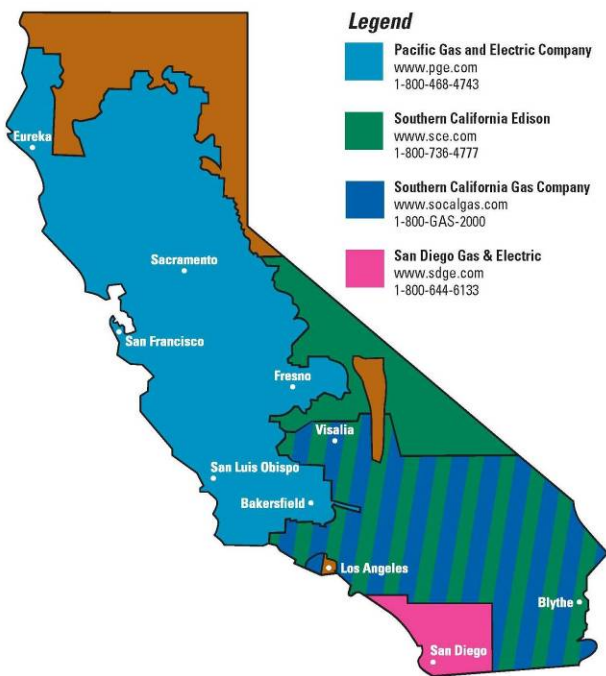 Legend
Pacific Gas and Electric Company
www.pge.com
1-800-468-4743
Southern California Edison
www.sce.com
1-800-736-4777
Southern California Gas Company
www.socalgas.com
1-800-GAS-2000
San Diego Gas & Electric
www.sdge.com
1-800-644-6133
Eureka
Sacramento
San Francisco
Fresno
Visalia
San Luis Obispo
Bakersfield
Los Angeles
Blythe
San Diego